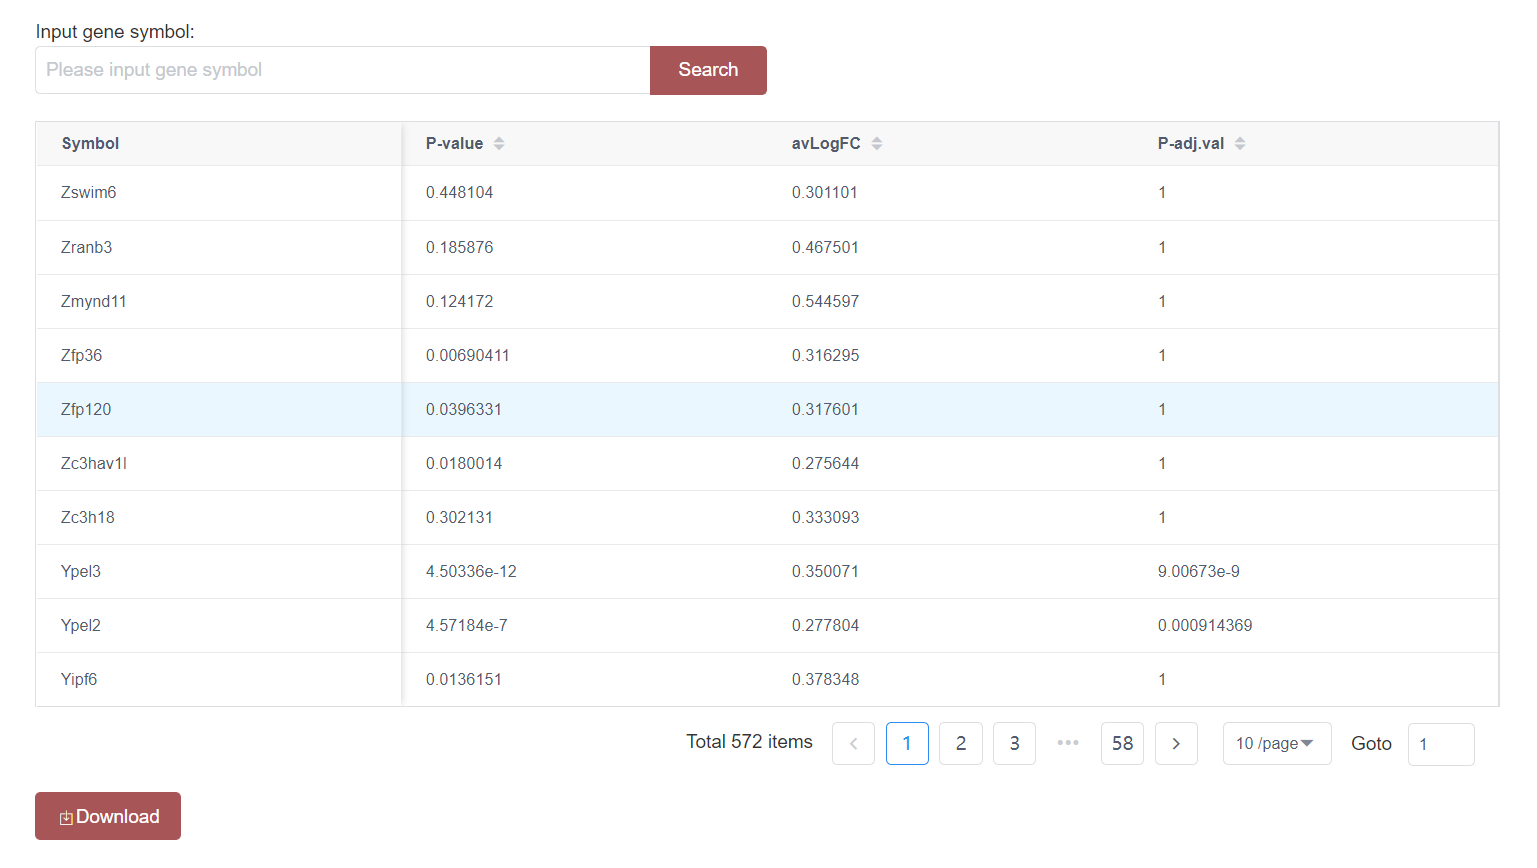 Input gene symbol:
Please input gene symbol Search
Symbol P-value avLogFC P-adj.val
Zswim6 0.448104 0.301101 1
Zranb3 0.185876 0.467501 1
Zmynd11 0.124172 0.544597 1
Zfp36 0.00690411 0.316295 1
Zfp120 0.0396331 0.317601 1
Zc3hav1l 0.0180014 0.275644 1
Zc3h18 0.302131 0.333093 1
Ypel3 4.50336e-12 0.350071 9.00673e-9
Ypel2 4.57184e-7 0.277804 0.000914369
Yipf6 0.0136151 0.378348 1
Total 572 items < 1 2 3 ••• 58 > 10 /page Goto 1
Download